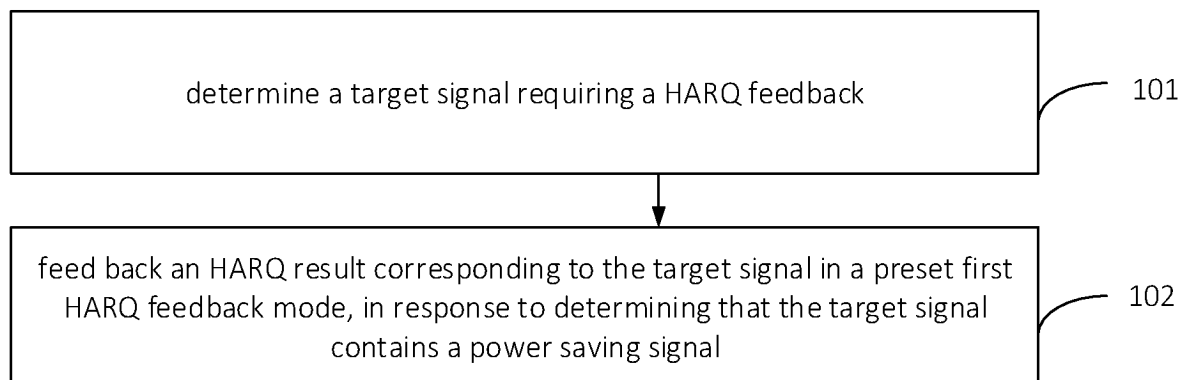 determine a target signal requiring a HARQ feedback
101
feed back an HARQ result corresponding to the target signal in a preset first
HARQ feedback mode, in response to determining that the target signal
contains a power saving signal
102